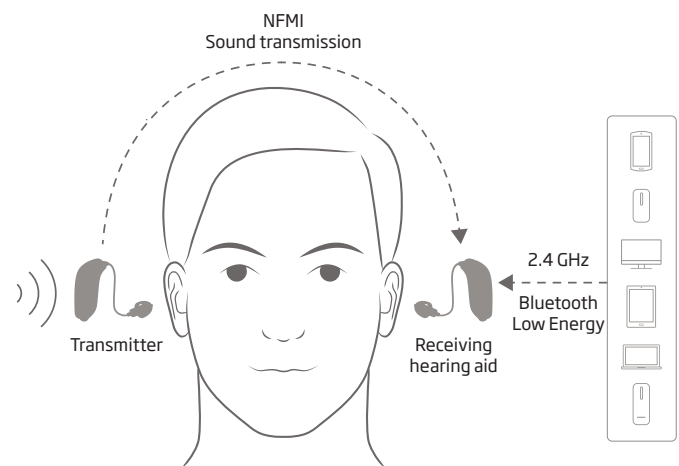 NFMI
Sound transmission
2.4 GHz
Bluetooth
Low Energy
Transmitter
Receiving
hearing aid